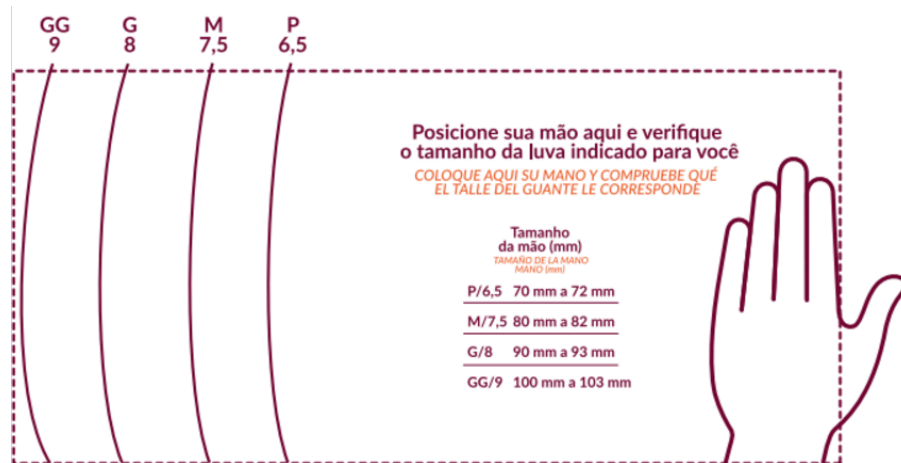 GG G M P
9 8 7,5 6,5
Posicione sua mão aqui e verifique
o tamanho da luva indicado para você
COLOQUE AQUI SU MANO Y COMPRUEBE QUÉ
EL TALLE DEL GUANTE LE CORRESPONDE
Tamanho
da mão (mm)
TAMAÑO DE LA MANO
MANO (mm)
P/6,5 70 mm a 72 mm
M/7,5 80 mm a 82 mm
G/8 90 mm a 93 mm
GG/9 100 mm a 103 mm